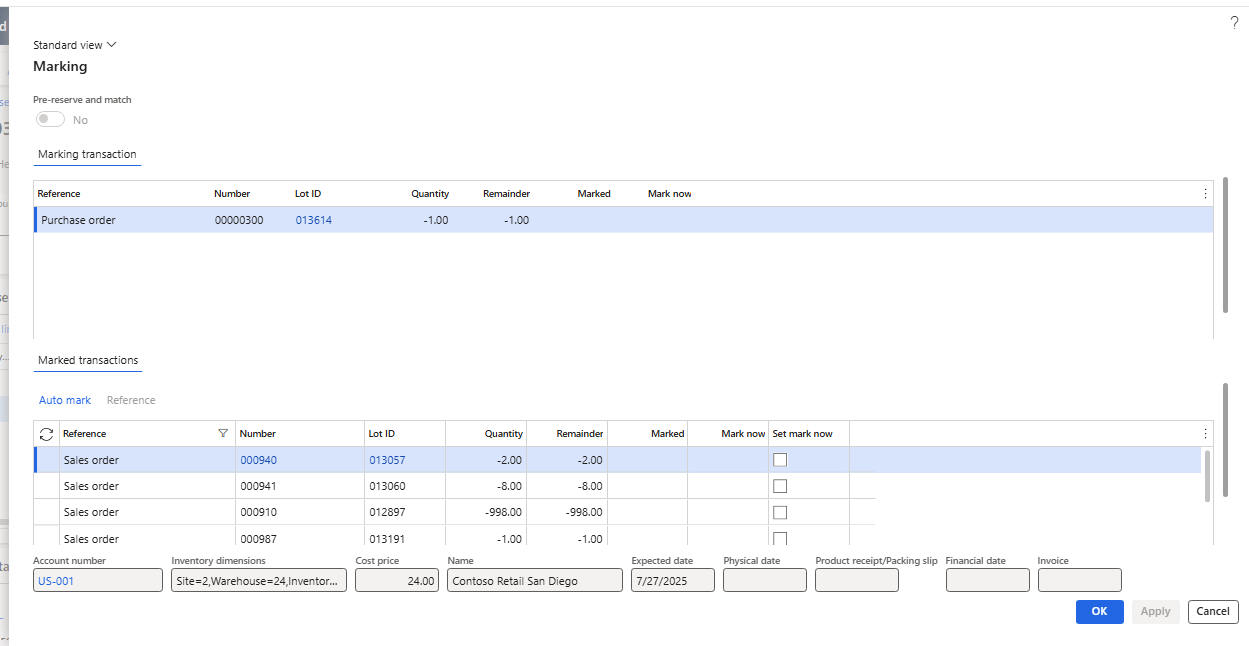 ?
Standard view
Marking
Pre-reserve and match
No
Marking transaction
Reference Number Lot ID Quantity Remainder Marked Mark now
Purchase order 00000300 013614 -1.00 -1.00
Marked transactions
Auto mark Reference
Reference Number Lot ID Quantity Remainder Marked Mark now Set mark now
Sales order 000940 013057 -2.00 -2.00
Sales order 000941 013060 -8.00 -8.00
Sales order 000910 012897 -998.00 -998.00
Sales order 000987 013191 -1.00 -1.00
Account number Inventory dimensions Cost price Name Expected date Physical date Product receipt/Packing slip Financial date Invoice
US-001 Site=2,Warehouse=24,Inventor... 24.00 Contoso Retail San Diego 7/27/2025
OK Apply Cancel